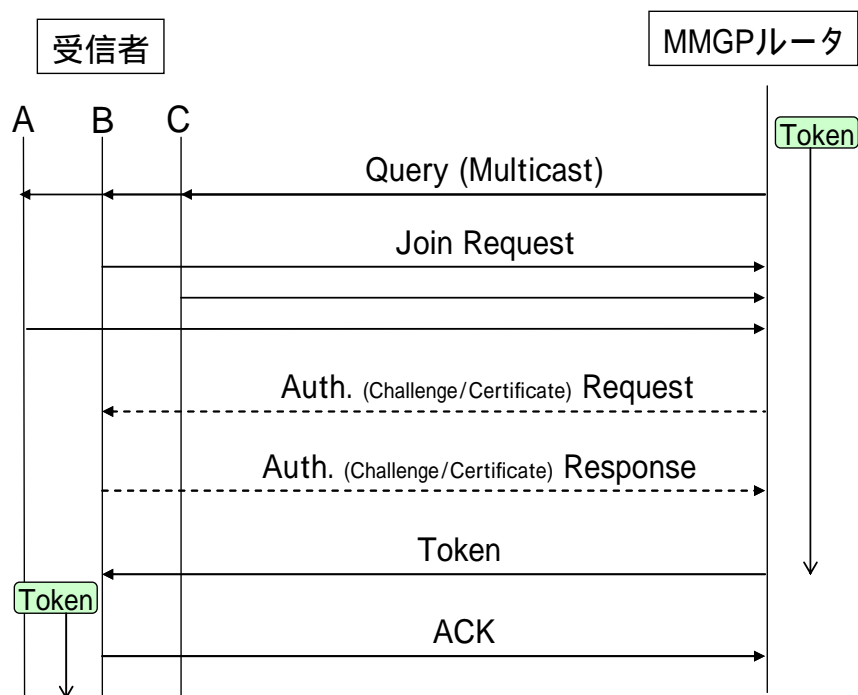 受信者
MMGPルータ
A B C
Token
Query (Multicast)
Join Request
Auth. (Challenge/Certificate) Request
Auth. (Challenge/Certificate) Response
Token
Token
ACK